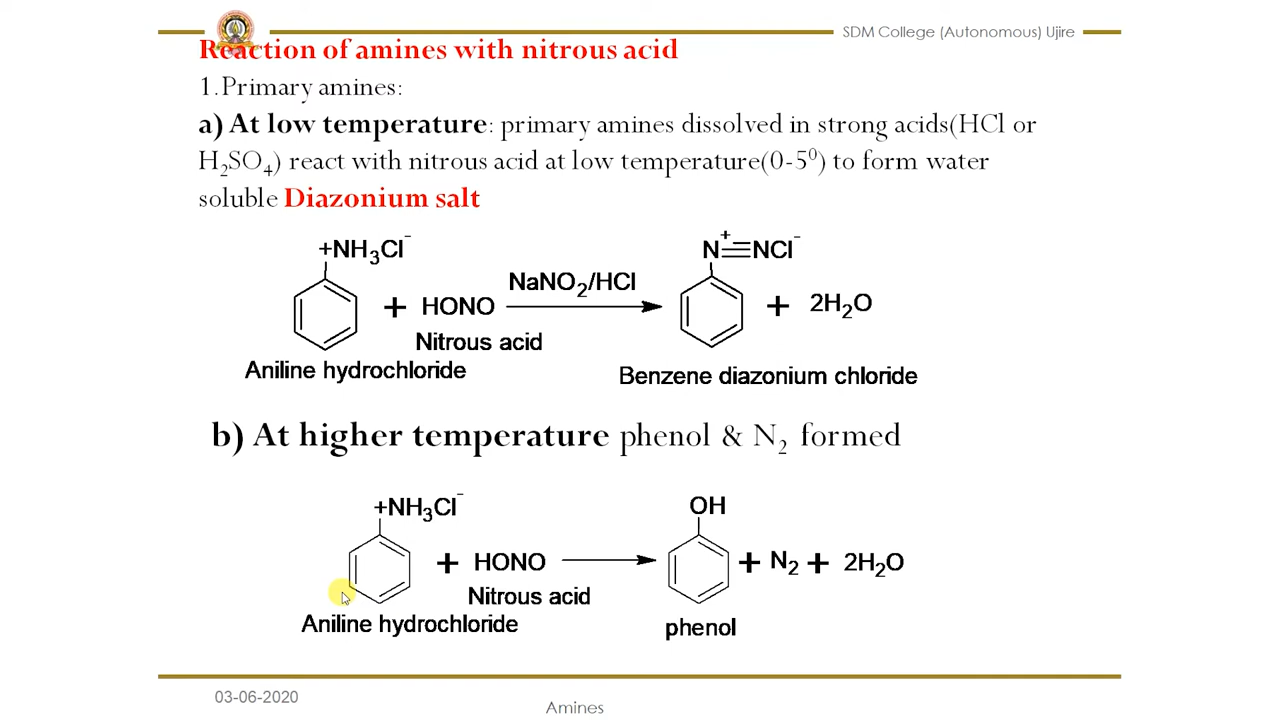 SDM College (Autonomous) Ujire
Reaction of amines with nitrous acid
1.Primary amines:
a) At low temperature: primary amines dissolved in strong acids(HCl or
H₂SO₄) react with nitrous acid at low temperature(0-5⁰) to form water
soluble Diazonium salt
+NH₃Cl⁻
N⁺≡NCl⁻
NaNO₂/HCl
+ HONO
+ 2H₂O
Nitrous acid
Aniline hydrochloride
Benzene diazonium chloride
b) At higher temperature phenol & N₂ formed
+NH₃Cl⁻
OH
+ HONO
+ N₂ + 2H₂O
Nitrous acid
Aniline hydrochloride
phenol
03-06-2020
Amines